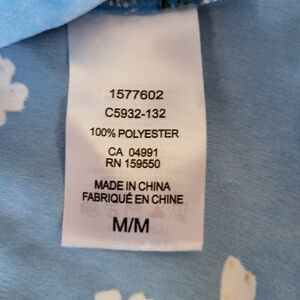 1577602
C5932-132
100% POLYESTER
CA 04991
RN 159550
MADE IN CHINA
FABRIQUÉ EN CHINE
M/M